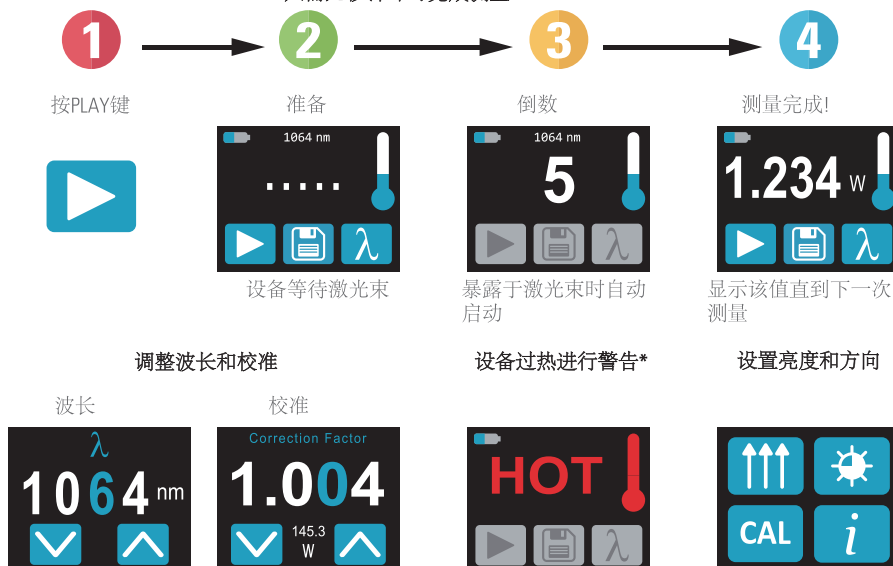 1 2 3 4
按PLAY键 准备 倒数 测量完成!
1064 nm
.....
λ
设备等待激光束
1064 nm
5
λ
暴露于激光束时自动
启动
1.234 W
λ
显示该值直到下一次
测量
调整波长和校准 设备过热进行警告* 设置亮度和方向
波长 校准
λ
1064 nm
Correction Factor
1.004
145.3
W
HOT
λ
CAL i